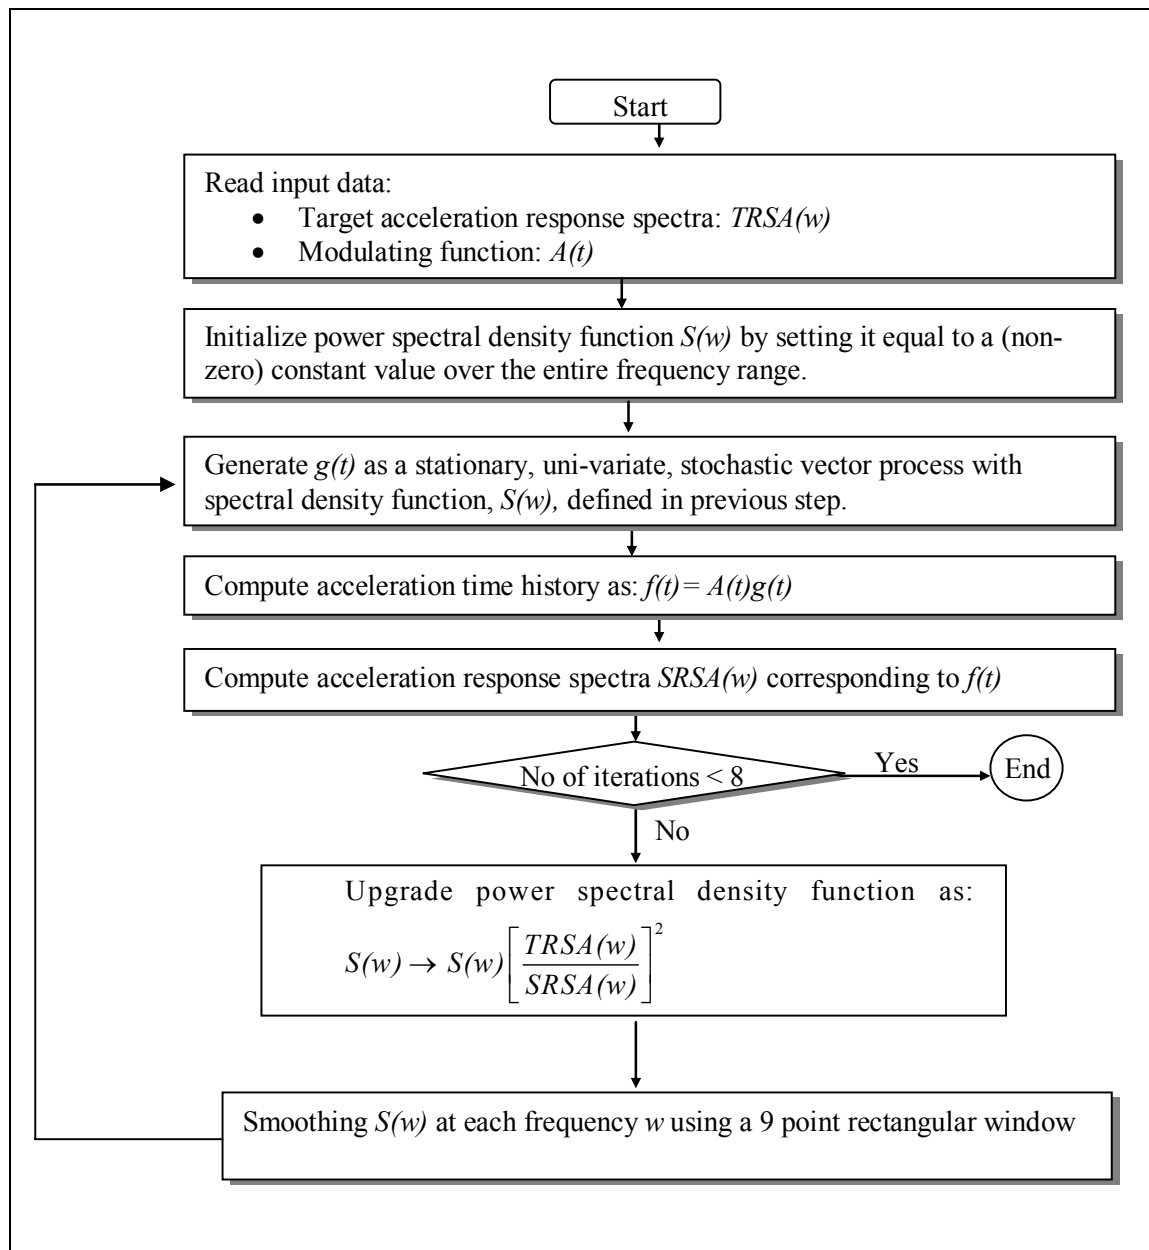 Start
Read input data:
• Target acceleration response spectra: TRSA(w)
• Modulating function: A(t)
Initialize power spectral density function S(w) by setting it equal to a (non-
zero) constant value over the entire frequency range.
Generate g(t) as a stationary, uni-variate, stochastic vector process with
spectral density function, S(w), defined in previous step.
Compute acceleration time history as: f(t)= A(t)g(t)
Compute acceleration response spectra SRSA(w) corresponding to f(t)
No of iterations < 8
Yes
End
No
Upgrade power spectral density function as:
S(w) → S(w) [TRSA(w) / SRSA(w)]²
Smoothing S(w) at each frequency w using a 9 point rectangular window